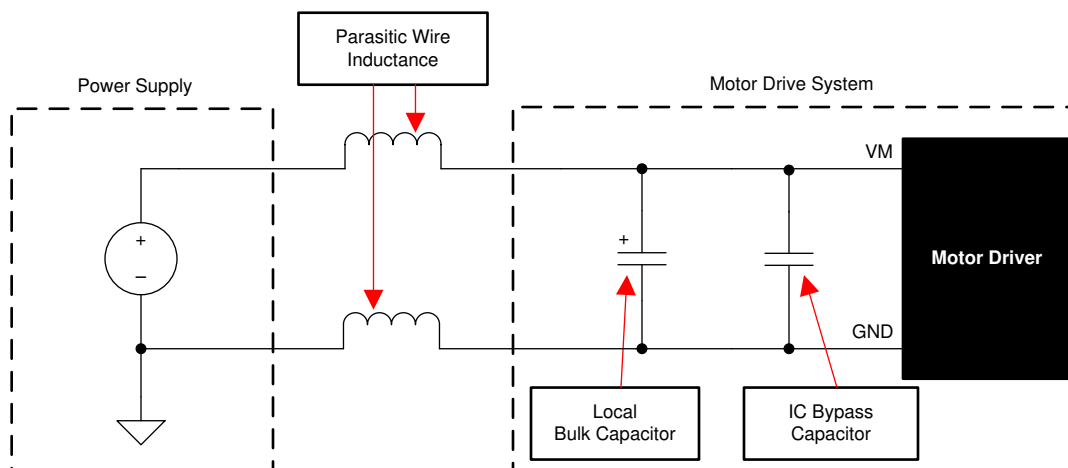 Parasitic Wire
Inductance
Power Supply
Motor Drive System
VM
+
–
+
Motor Driver
GND
Local
Bulk Capacitor
IC Bypass
Capacitor